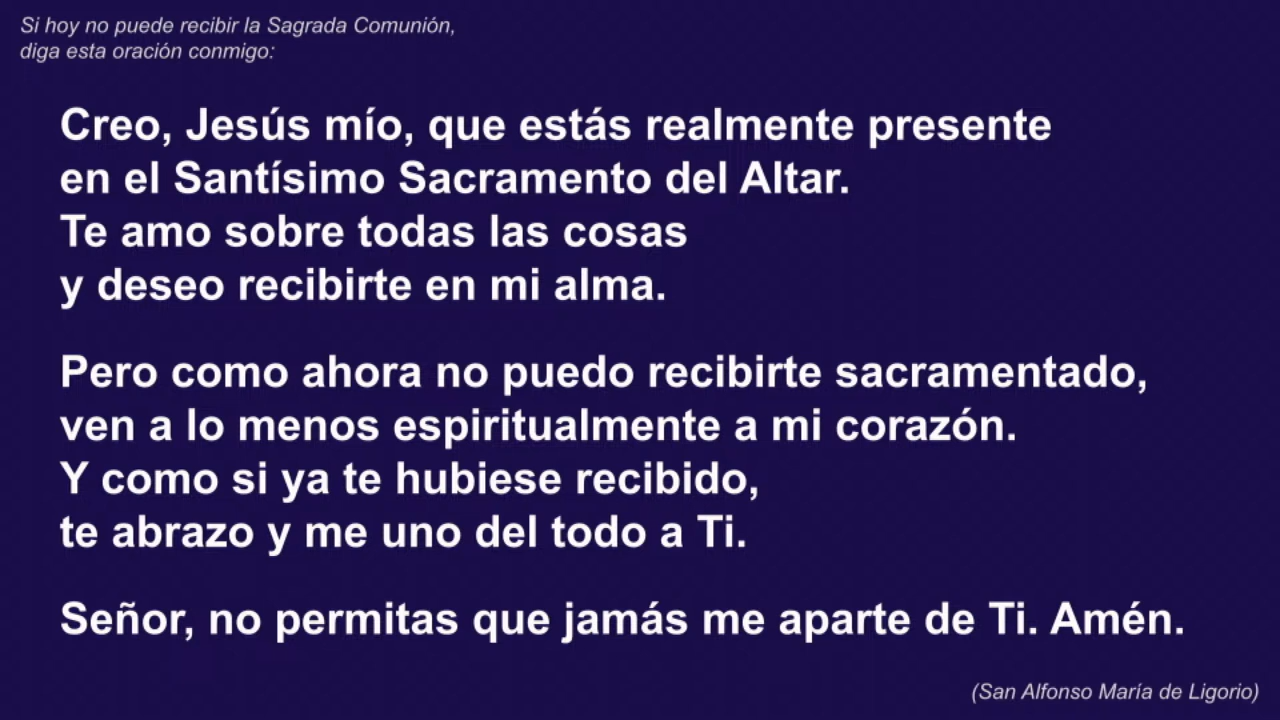 Si hoy no puede recibir la Sagrada Comunión,
diga esta oración conmigo:
Creo, Jesús mío, que estás realmente presente
en el Santísimo Sacramento del Altar.
Te amo sobre todas las cosas
y deseo recibirte en mi alma.
Pero como ahora no puedo recibirte sacramentado,
ven a lo menos espiritualmente a mi corazón.
Y como si ya te hubiese recibido,
te abrazo y me uno del todo a Ti.
Señor, no permitas que jamás me aparte de Ti. Amén.
(San Alfonso María de Ligorio)